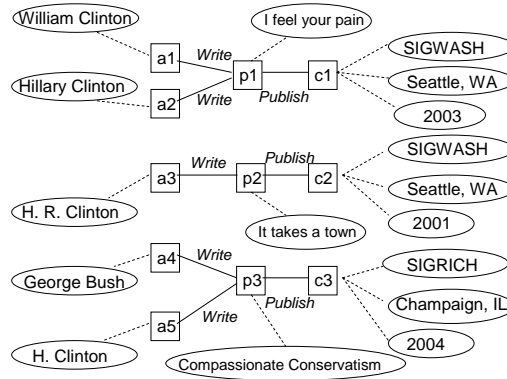 William Clinton
I feel your pain
a1
Write
SIGWASH
p1
c1
Hillary Clinton
Seattle, WA
a2
Write
Publish
2003
Publish
SIGWASH
Write
a3
p2
c2
Seattle, WA
H. R. Clinton
It takes a town
2001
a4
Write
SIGRICH
George Bush
p3
c3
Publish
Champaign, IL
Write
a5
2004
H. Clinton
Compassionate Conservatism